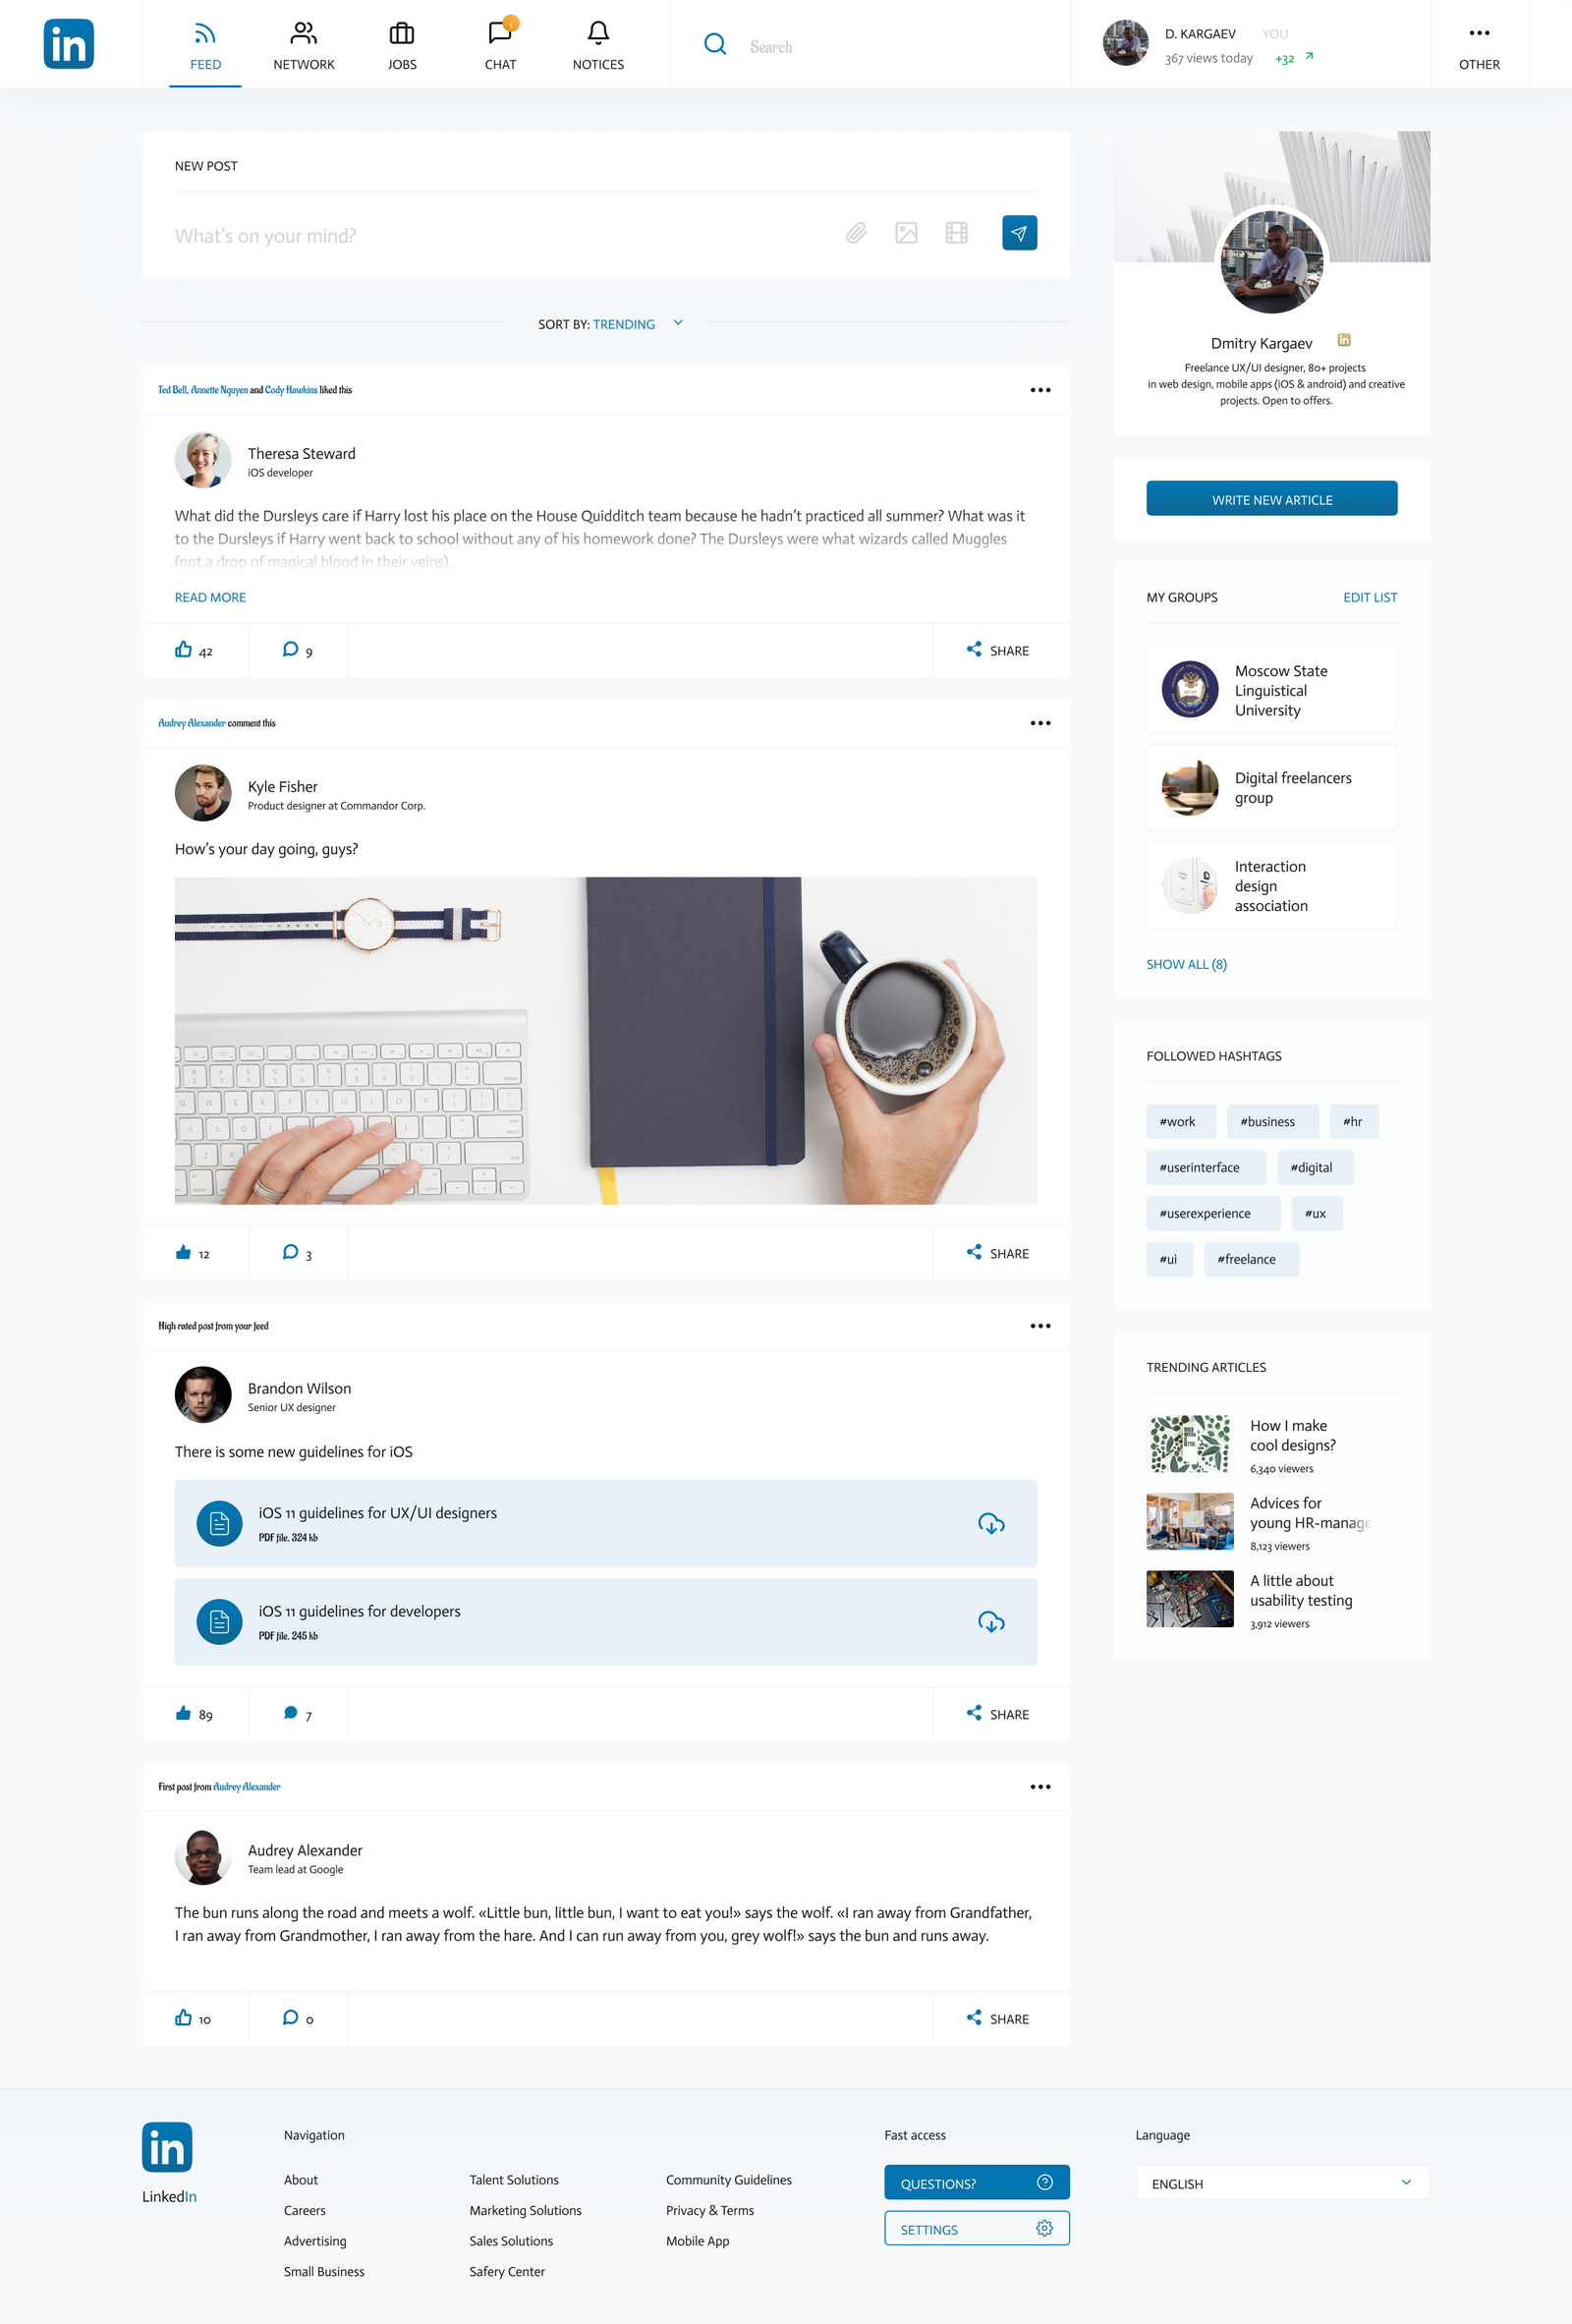 in
FEED
NETWORK
JOBS
1
CHAT
NOTICES
Search
D. KARGAEV YOU
367 views today +32
OTHER
NEW POST
What's on your mind?
SORT BY: TRENDING
Ted Bell, Annette Nguyen and Cody Hawkins liked this
Theresa Steward
iOS developer
What did the Dursleys care if Harry lost his place on the House Quidditch team because he hadn't practiced all summer? What was it
to the Dursleys if Harry went back to school without any of his homework done? The Dursleys were what wizards called Muggles
(not a drop of magical blood in their veins).
READ MORE
42
9
SHARE
Audrey Alexander comment this
Kyle Fisher
Product designer at Commandor Corp.
How's your day going, guys?
12
3
SHARE
High rated post from your feed
Brandon Wilson
Senior UX designer
There is some new guidelines for iOS
iOS 11 guidelines for UX/UI designers
PDF file, 324 kb
iOS 11 guidelines for developers
PDF file, 245 kb
89
7
SHARE
First post from Audrey Alexander
Audrey Alexander
Team lead at Google
The bun runs along the road and meets a wolf. «Little bun, little bun, I want to eat you!» says the wolf. «I ran away from Grandfather,
I ran away from Grandmother, I ran away from the hare. And I can run away from you, grey wolf!» says the bun and runs away.
10
0
SHARE
Dmitry Kargaev in
Freelance UX/UI designer, 80+ projects
in web design, mobile apps (iOS & android) and creative
projects. Open to offers.
WRITE NEW ARTICLE
MY GROUPS
EDIT LIST
Moscow State
Linguistical
University
Digital freelancers
group
Interaction
design
association
SHOW ALL (8)
FOLLOWED HASHTAGS
#work
#business
#hr
#userinterface
#digital
#userexperience
#ux
#ui
#freelance
TRENDING ARTICLES
How I make
cool designs?
6,340 viewers
Advices for
young HR-manage
8,123 viewers
A little about
usability testing
3,912 viewers
in
LinkedIn
Navigation
About
Careers
Advertising
Small Business
Talent Solutions
Marketing Solutions
Sales Solutions
Safery Center
Community Guidelines
Privacy & Terms
Mobile App
Fast access
QUESTIONS?
SETTINGS
Language
ENGLISH